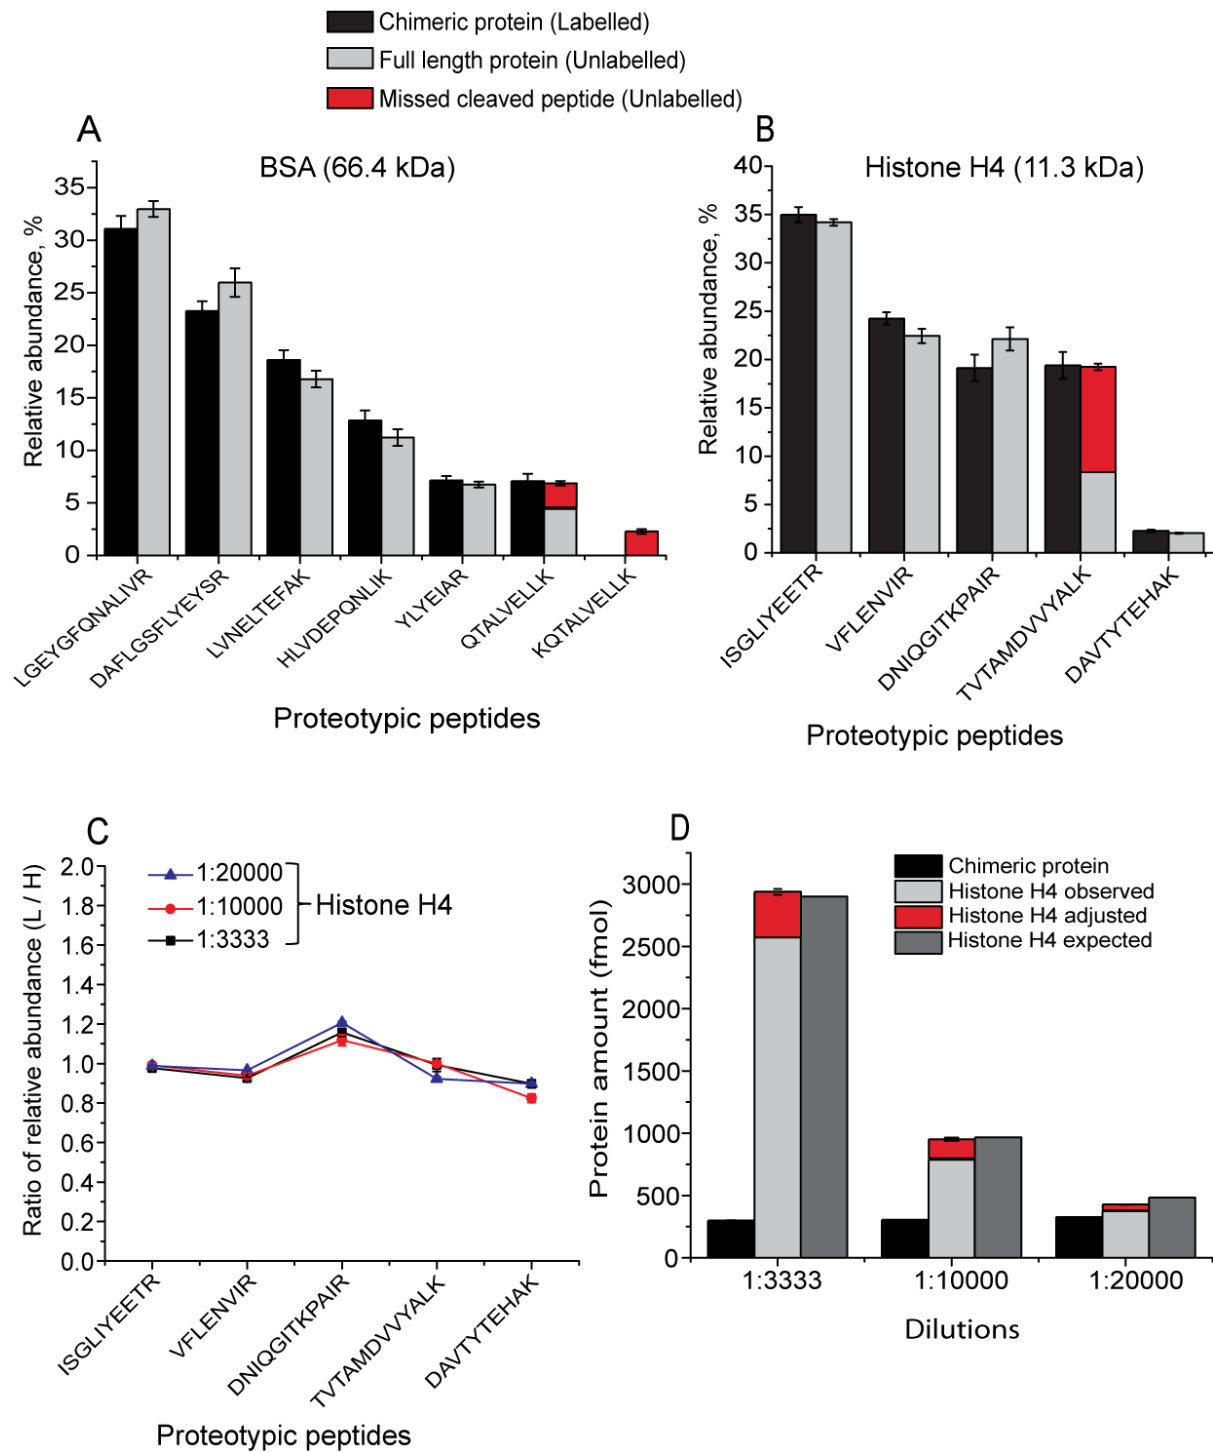 Chimeric protein (Labelled)
Full length protein (Unlabelled)
Missed cleaved peptide (Unlabelled)
A
BSA (66.4 kDa)
Relative abundance, %
35
30
25
20
15
10
5
0
LGEYGFQNALIVR
DAFLGSFLYEYSR
LVNELTEFAK
HLVDEPQNLIK
YLYEIAR
QTALVELLK
KQTALVELLK
Proteotypic peptides
B
Histone H4 (11.3 kDa)
Relative abundance, %
40
35
30
25
20
15
10
5
0
ISGLIYEETR
VFLENVIR
DNIQGITKPAIR
TVTAMDVVYALK
DAVTYTEHAK
Proteotypic peptides
C
Ratio of relative abundance (L / H)
2.0
1.8
1.6
1.4
1.2
1.0
0.8
0.6
0.4
0.2
0.0
1:20000
1:10000
1:3333
Histone H4
ISGLIYEETR
VFLENVIR
DNIQGITKPAIR
TVTAMDVVYALK
DAVTYTEHAK
Proteotypic peptides
D
Chimeric protein
Histone H4 observed
Histone H4 adjusted
Histone H4 expected
Protein amount (fmol)
3000
2500
2000
1500
1000
500
0
1:3333
1:10000
1:20000
Dilutions